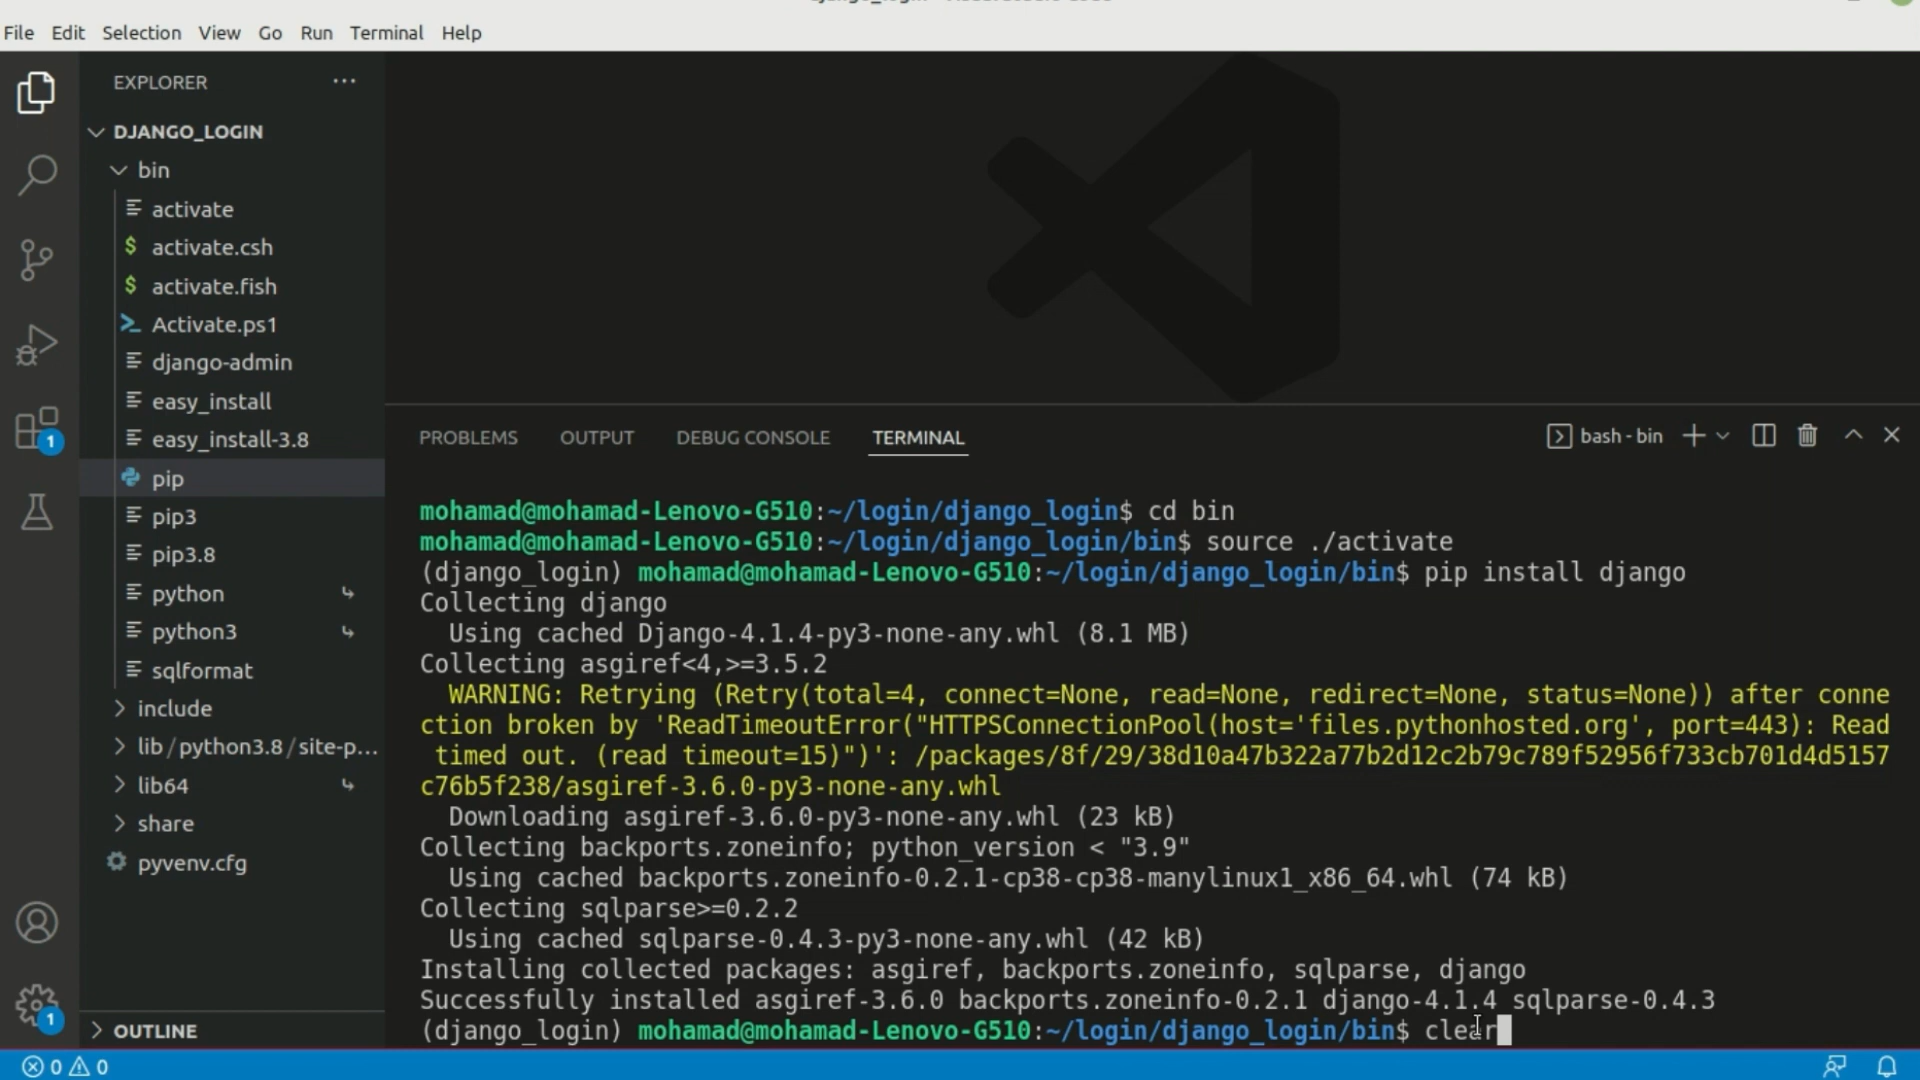 File Edit Selection View Go Run Terminal Help
EXPLORER ...
DJANGO_LOGIN
bin
activate
$ activate.csh
$ activate.fish
Activate.ps1
django-admin
easy_install
easy_install-3.8
pip
pip3
pip3.8
python
python3
sqlformat
include
lib/python3.8/site-p...
lib64
share
pyvenv.cfg
OUTLINE
1
1
PROBLEMS OUTPUT DEBUG CONSOLE TERMINAL bash - bin
mohamad@mohamad-Lenovo-G510:~/login/django_login$ cd bin
mohamad@mohamad-Lenovo-G510:~/login/django_login/bin$ source ./activate
(django_login) mohamad@mohamad-Lenovo-G510:~/login/django_login/bin$ pip install django
Collecting django
Using cached Django-4.1.4-py3-none-any.whl (8.1 MB)
Collecting asgiref<4,>=3.5.2
WARNING: Retrying (Retry(total=4, connect=None, read=None, redirect=None, status=None)) after conne
ction broken by 'ReadTimeoutError("HTTPSConnectionPool(host='files.pythonhosted.org', port=443): Read
timed out. (read timeout=15)")': /packages/8f/29/38d10a47b322a77b2d12c2b79c789f52956f733cb701d4d5157
c76b5f238/asgiref-3.6.0-py3-none-any.whl
Downloading asgiref-3.6.0-py3-none-any.whl (23 kB)
Collecting backports.zoneinfo; python_version < "3.9"
Using cached backports.zoneinfo-0.2.1-cp38-cp38-manylinux1_x86_64.whl (74 kB)
Collecting sqlparse>=0.2.2
Using cached sqlparse-0.4.3-py3-none-any.whl (42 kB)
Installing collected packages: asgiref, backports.zoneinfo, sqlparse, django
Successfully installed asgiref-3.6.0 backports.zoneinfo-0.2.1 django-4.1.4 sqlparse-0.4.3
(django_login) mohamad@mohamad-Lenovo-G510:~/login/django_login/bin$ clear
0 0